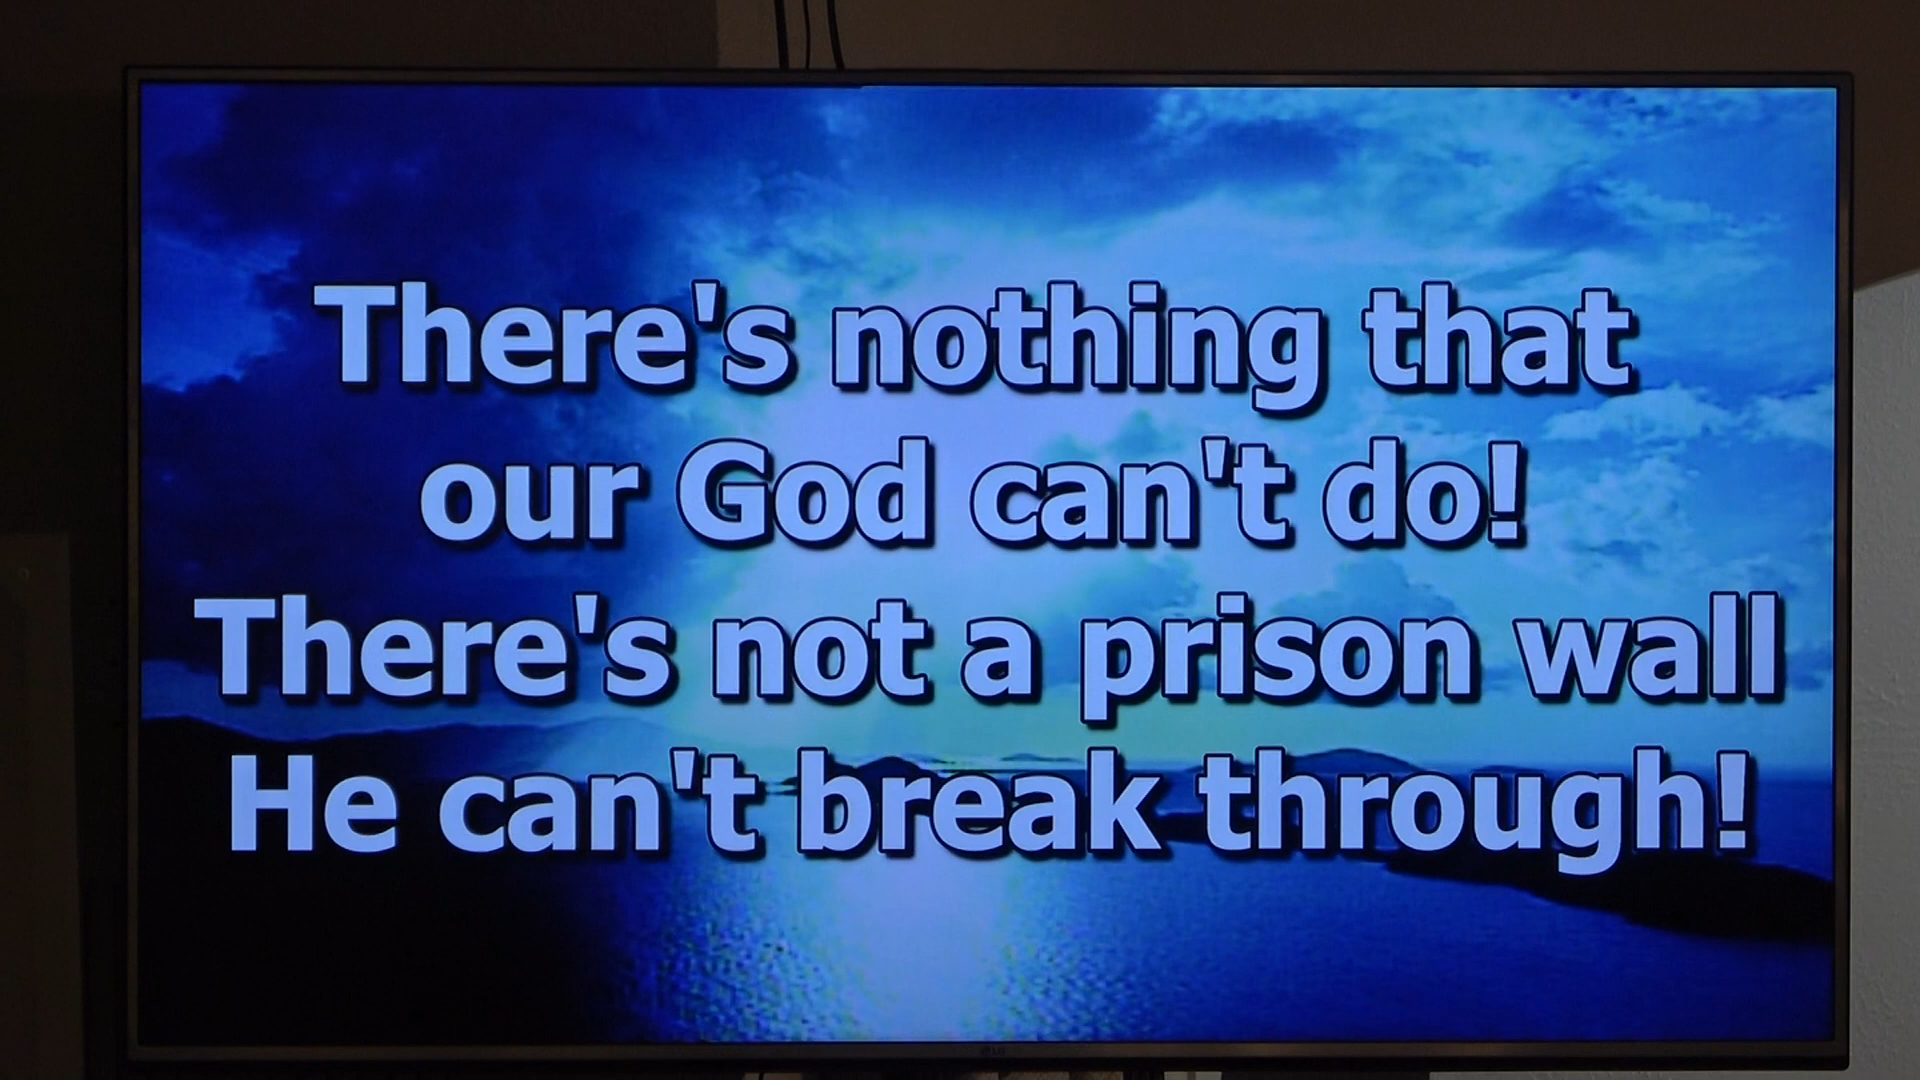 There's nothing that
our God can't do!
There's not a prison wall
He can't break through!